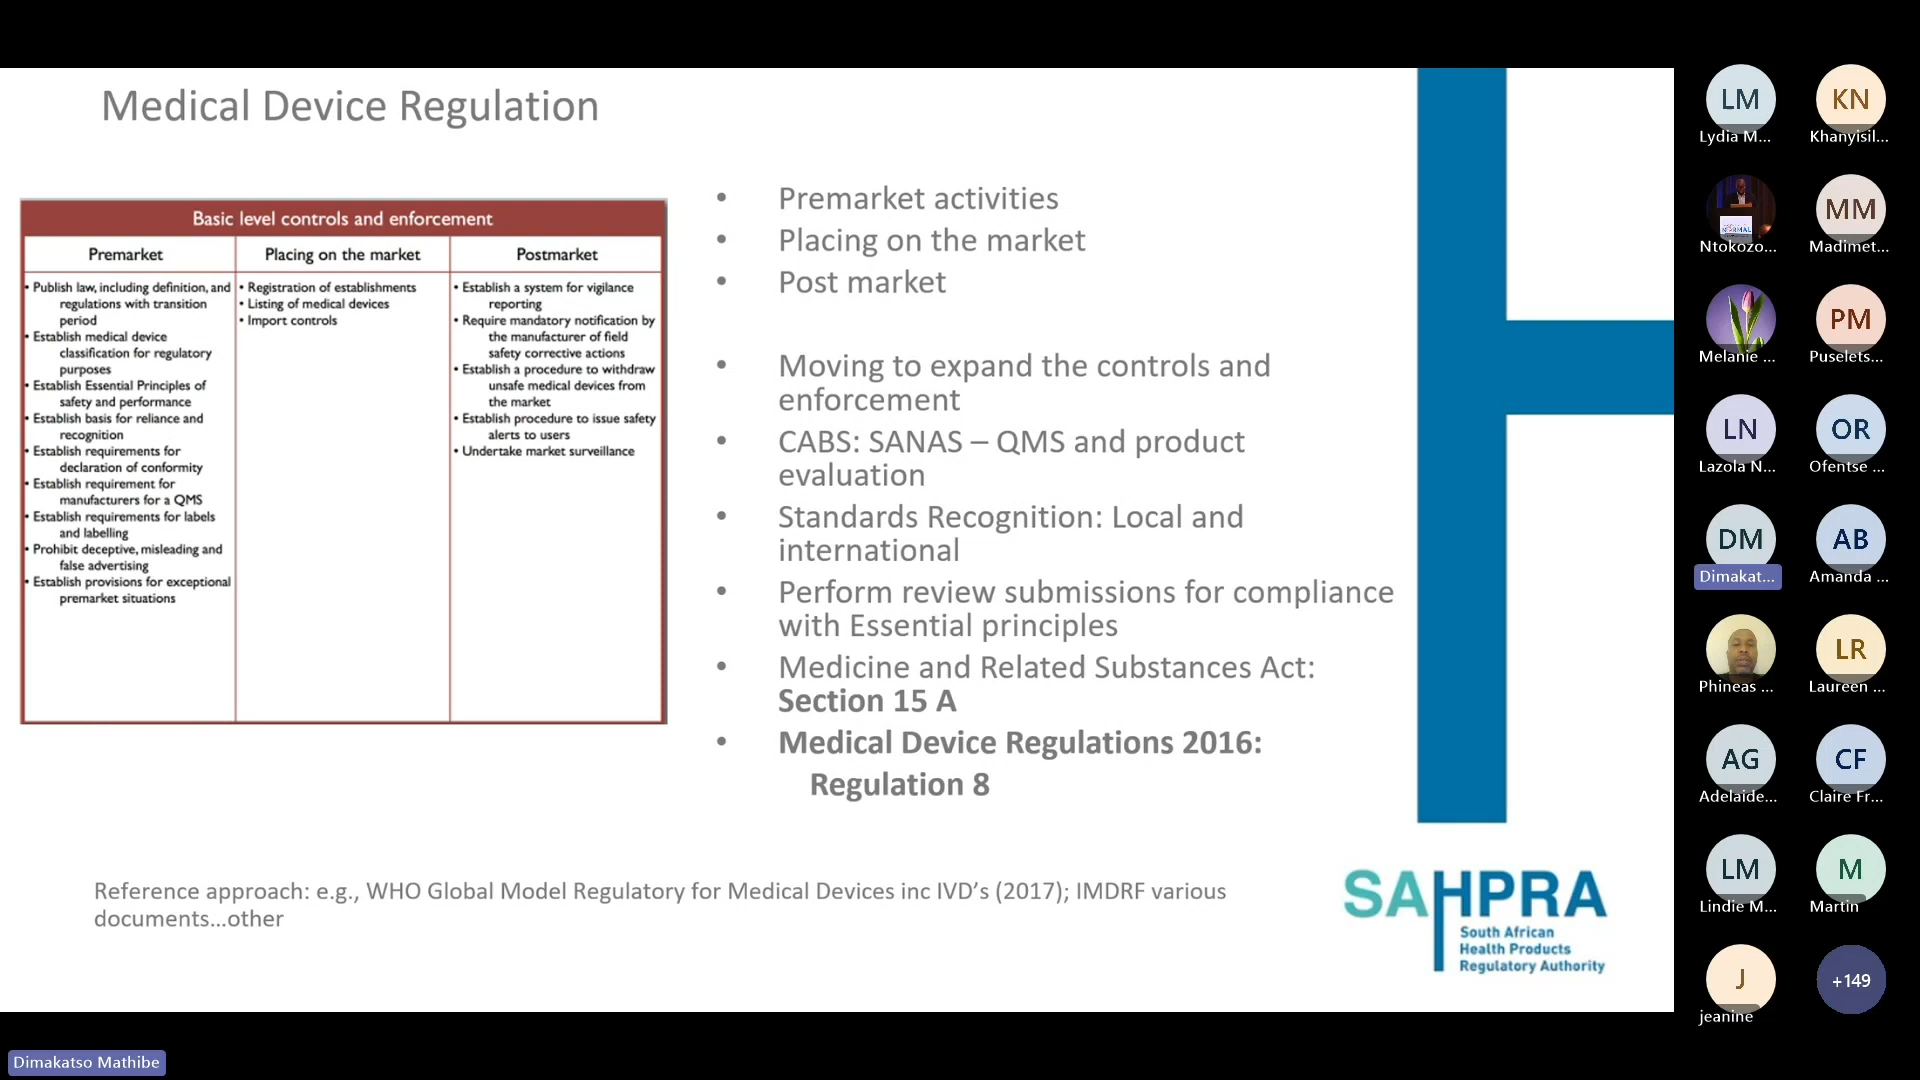 Medical Device Regulation
Basic level controls and enforcement
Premarket
• Publish law, including definition, and
regulations with transition
period
• Establish medical device
classification for regulatory
purposes
• Establish Essential Principles of
safety and performance
• Establish basis for reliance and
recognition
• Establish requirements for
declaration of conformity
• Establish requirement for
manufacturers for a QMS
• Establish requirements for labels
and labelling
• Prohibit deceptive, misleading and
false advertising
• Establish provisions for exceptional
premarket situations
Placing on the market
• Registration of establishments
• Listing of medical devices
• Import controls
Postmarket
• Establish a system for vigilance
reporting
• Require mandatory notification by
the manufacturer of field
safety corrective actions
• Establish a procedure to withdraw
unsafe medical devices from
the market
• Establish procedure to issue safety
alerts to users
• Undertake market surveillance
• Premarket activities
• Placing on the market
• Post market
• Moving to expand the controls and
enforcement
• CABS: SANAS – QMS and product
evaluation
• Standards Recognition: Local and
international
• Perform review submissions for compliance
with Essential principles
• Medicine and Related Substances Act:
Section 15 A
• Medical Device Regulations 2016:
Regulation 8
Reference approach: e.g., WHO Global Model Regulatory for Medical Devices inc IVD’s (2017); IMDRF various
documents…other
SAHPRA
South African
Health Products
Regulatory Authority
LM
Lydia M...
KN
Khanyisil...
Ntokozo...
MM
Madimet...
Melanie ...
PM
Puselets...
LN
Lazola N...
OR
Ofentse ...
DM
Dimakat...
AB
Amanda ...
Phineas ...
LR
Laureen ...
AG
Adelaide...
CF
Claire Fr...
LM
Lindie M...
M
Martin
J
jeanine
+149
Dimakatso Mathibe